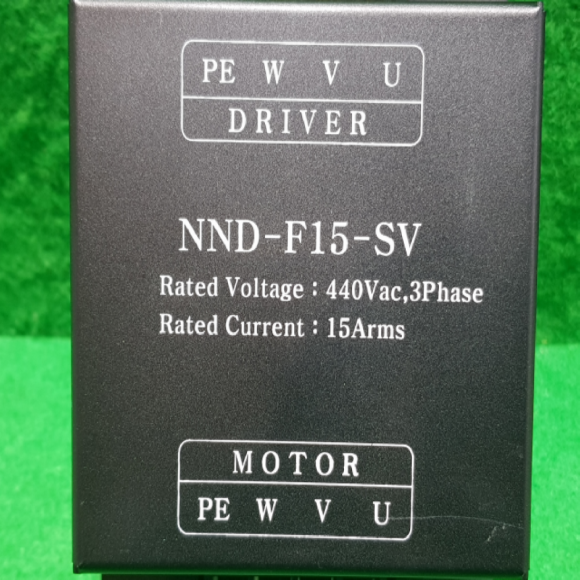 PE W V U
DRIVER
NND-F15-SV
Rated Voltage : 440Vac,3Phase
Rated Current : 15Arms
MOTOR
PE W V U